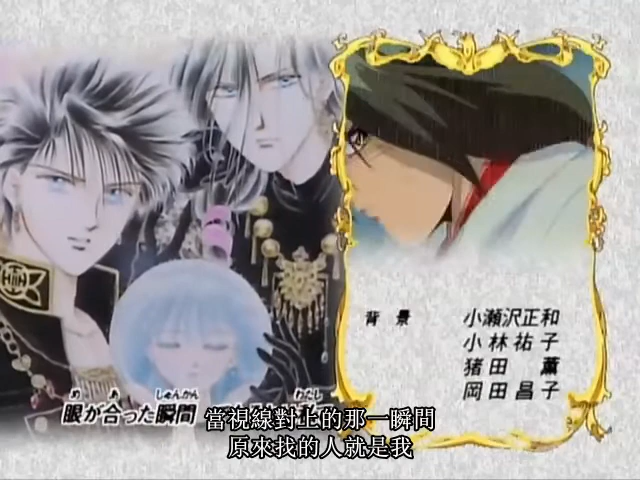 背景 小瀬沢正和
小林祐子
猪田 薫
岡田昌子
め あ しゅんかん わたし
眼が合った瞬間
當視線對上的那一瞬間
原來找的人就是我